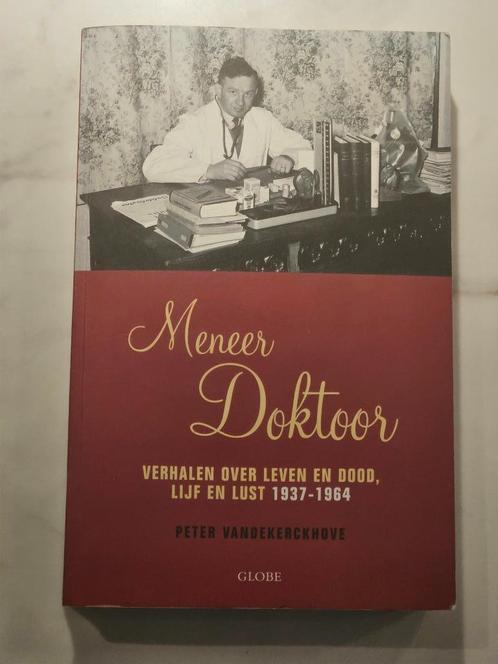 Meneer
Doktoor
VERHALEN OVER LEVEN EN DOOD,
LIJF EN LUST 1937-1964
PETER VANDEKERCKHOVE
GLOBE